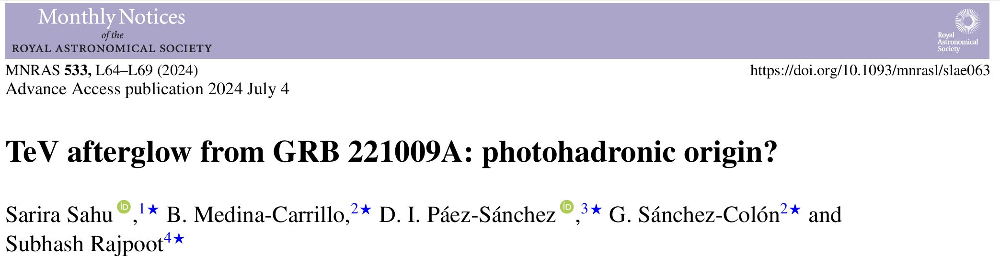 Monthly Notices
of the
ROYAL ASTRONOMICAL SOCIETY
Royal
Astronomical
Society
MNRAS 533, L64–L69 (2024)
https://doi.org/10.1093/mnrasl/slae063
Advance Access publication 2024 July 4
TeV afterglow from GRB 221009A: photohadronic origin?
Sarira Sahu iD,1★ B. Medina-Carrillo,2★ D. I. Páez-Sánchez iD,3★ G. Sánchez-Colón2★ and
Subhash Rajpoot4★